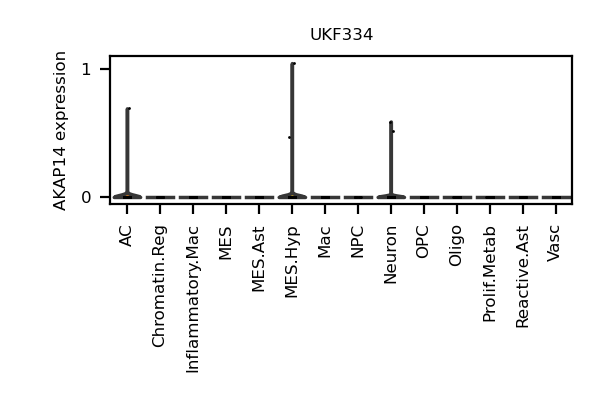 UKF334
AKAP14 expression
1
0
AC
Chromatin.Reg
Inflammatory.Mac
MES
MES.Ast
MES.Hyp
Mac
NPC
Neuron
OPC
Oligo
Prolif.Metab
Reactive.Ast
Vasc